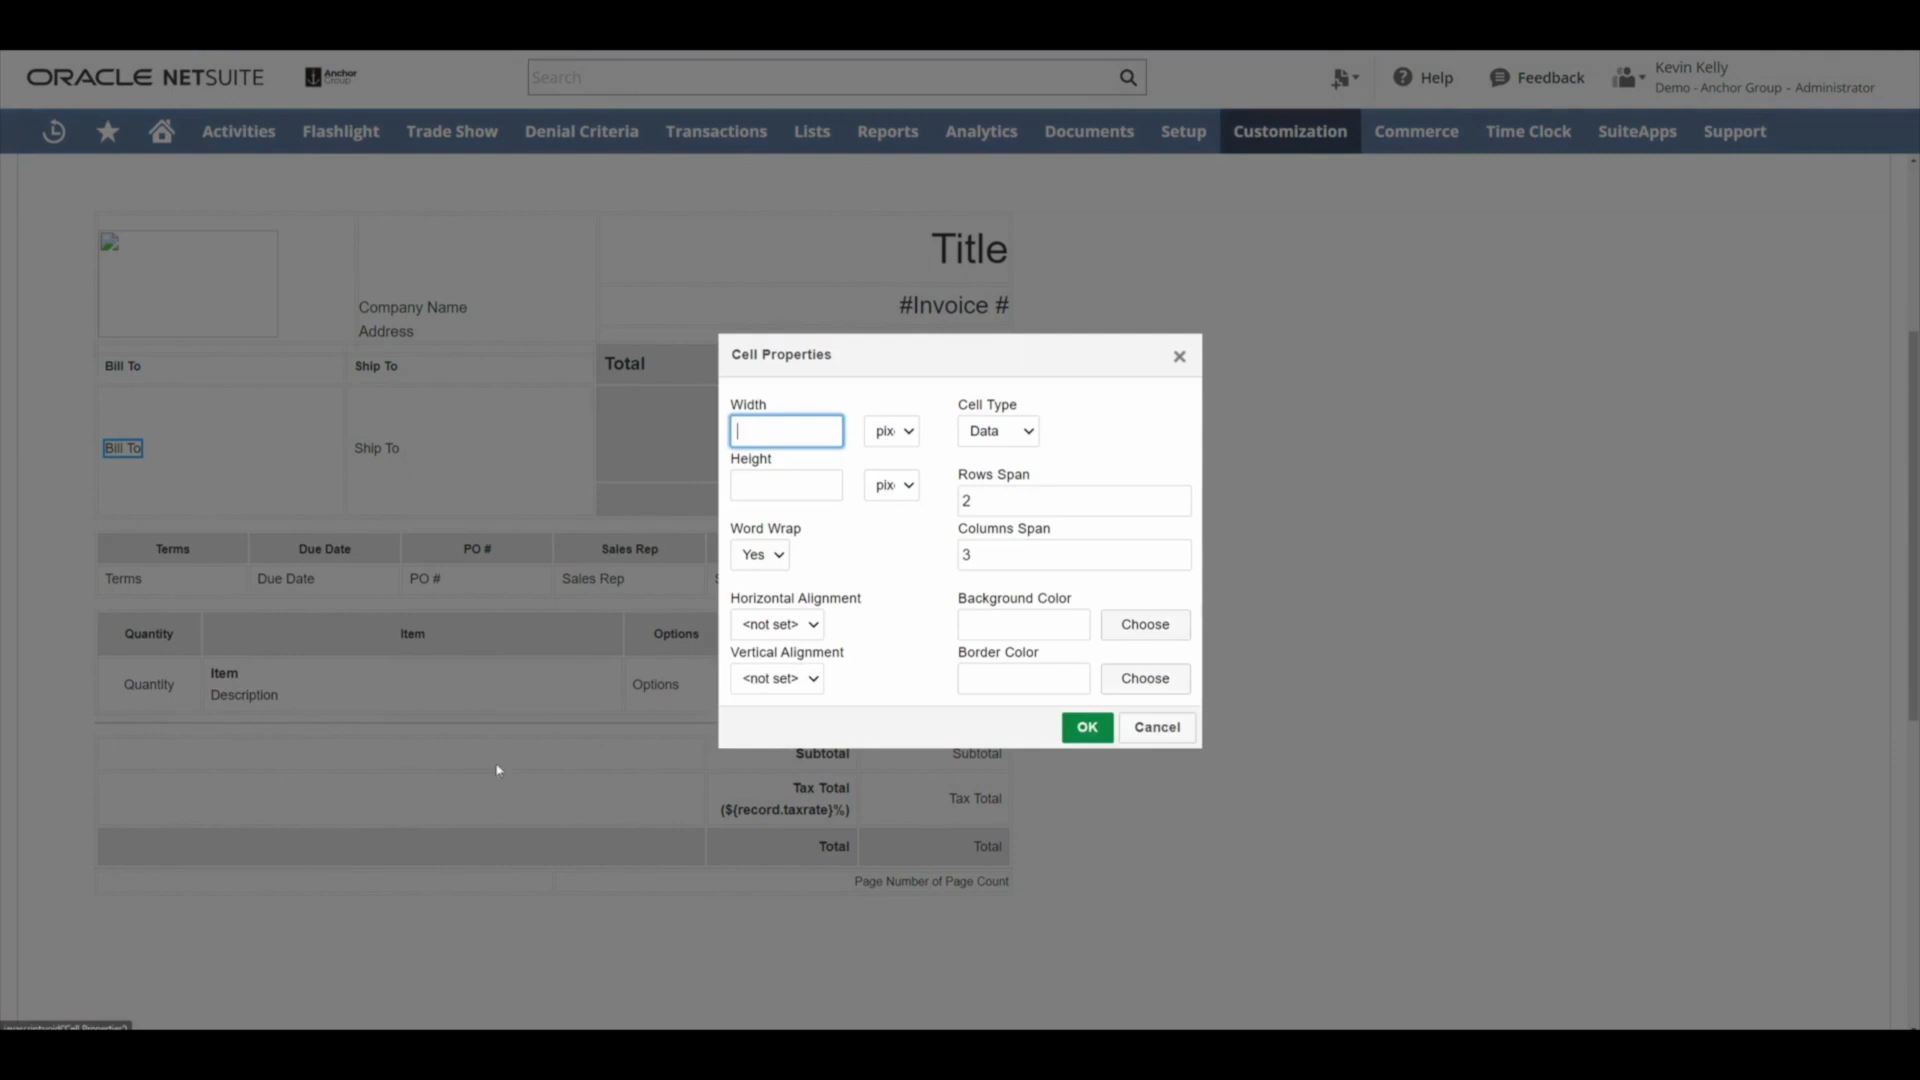 ORACLE NETSUITE
Anchor
Group
Search
Help
Feedback
Kevin Kelly
Demo - Anchor Group - Administrator
Activities
Flashlight
Trade Show
Denial Criteria
Transactions
Lists
Reports
Analytics
Documents
Setup
Customization
Commerce
Time Clock
SuiteApps
Support
Title
#Invoice #
Company Name
Address
Bill To
Ship To
Total
Bill To
Ship To
Terms
Due Date
PO #
Sales Rep
Terms
Due Date
PO #
Sales Rep
Quantity
Item
Options
Quantity
Item
Description
Options
Cell Properties
Width
pix
Height
pix
Word Wrap
Yes
Horizontal Alignment
<not set>
Vertical Alignment
<not set>
Cell Type
Data
Rows Span
2
Columns Span
3
Background Color
Choose
Border Color
Choose
OK
Cancel
Subtotal
Subtotal
Tax Total
(${record.taxrate}%)
Tax Total
Total
Total
Page Number of Page Count